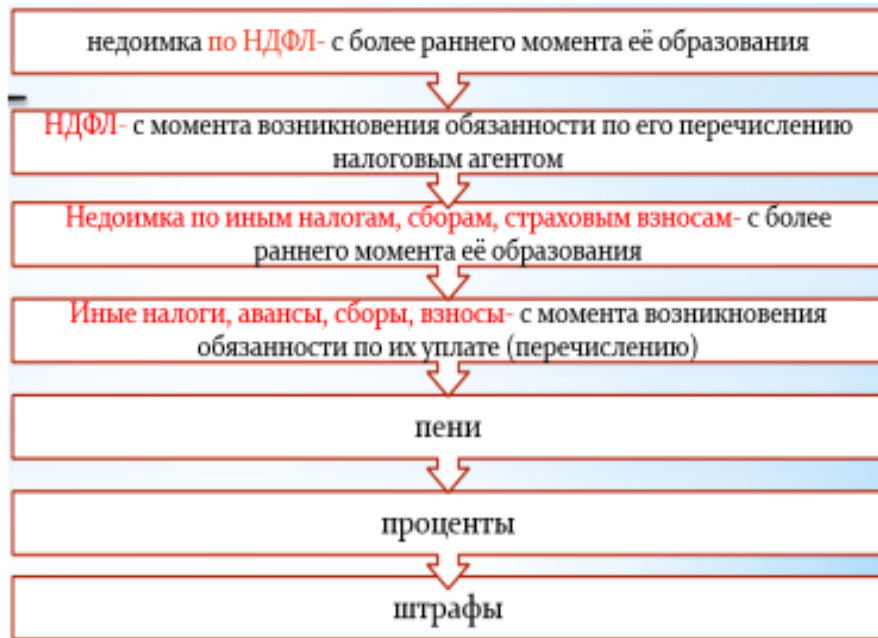 недоимка по НДФЛ- с более раннего момента её образования
НДФЛ- с момента возникновения обязанности по его перечислению
налоговым агентом
Недоимка по иным налогам, сборам, страховым взносам- с более
раннего момента её образования
Иные налоги, авансы, сборы, взносы- с момента возникновения
обязанности по их уплате (перечислению)
пени
проценты
штрафы